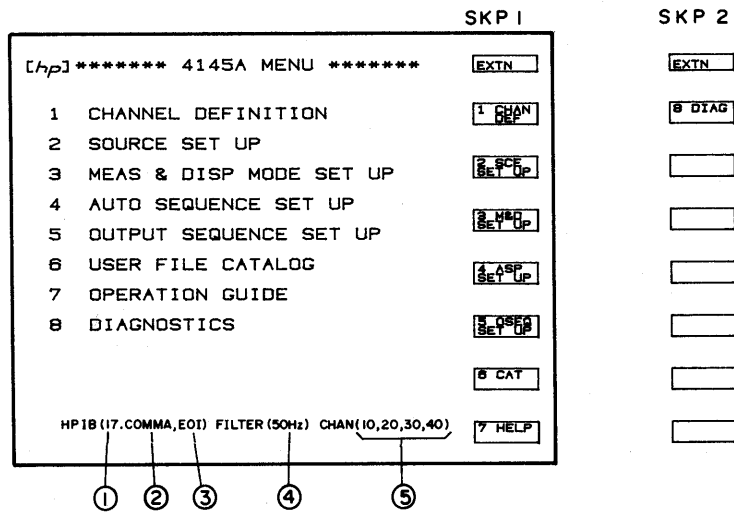 SKP 1 SKP 2
[hp] ******* 4145A MENU ******* EXTN EXTN
1 CHANNEL DEFINITION 1 CHAN DEF 8 DIAG
2 SOURCE SET UP
3 MEAS & DISP MODE SET UP 2 SCE SET UP
4 AUTO SEQUENCE SET UP 3 M&D SET UP
5 OUTPUT SEQUENCE SET UP
6 USER FILE CATALOG 4 ASP SET UP
7 OPERATION GUIDE
8 DIAGNOSTICS 5 OSEQ SET UP
6 CAT
HPIB(17.COMMA,EOI) FILTER(50Hz) CHAN(10,20,30,40) 7 HELP
① ② ③ ④ ⑤